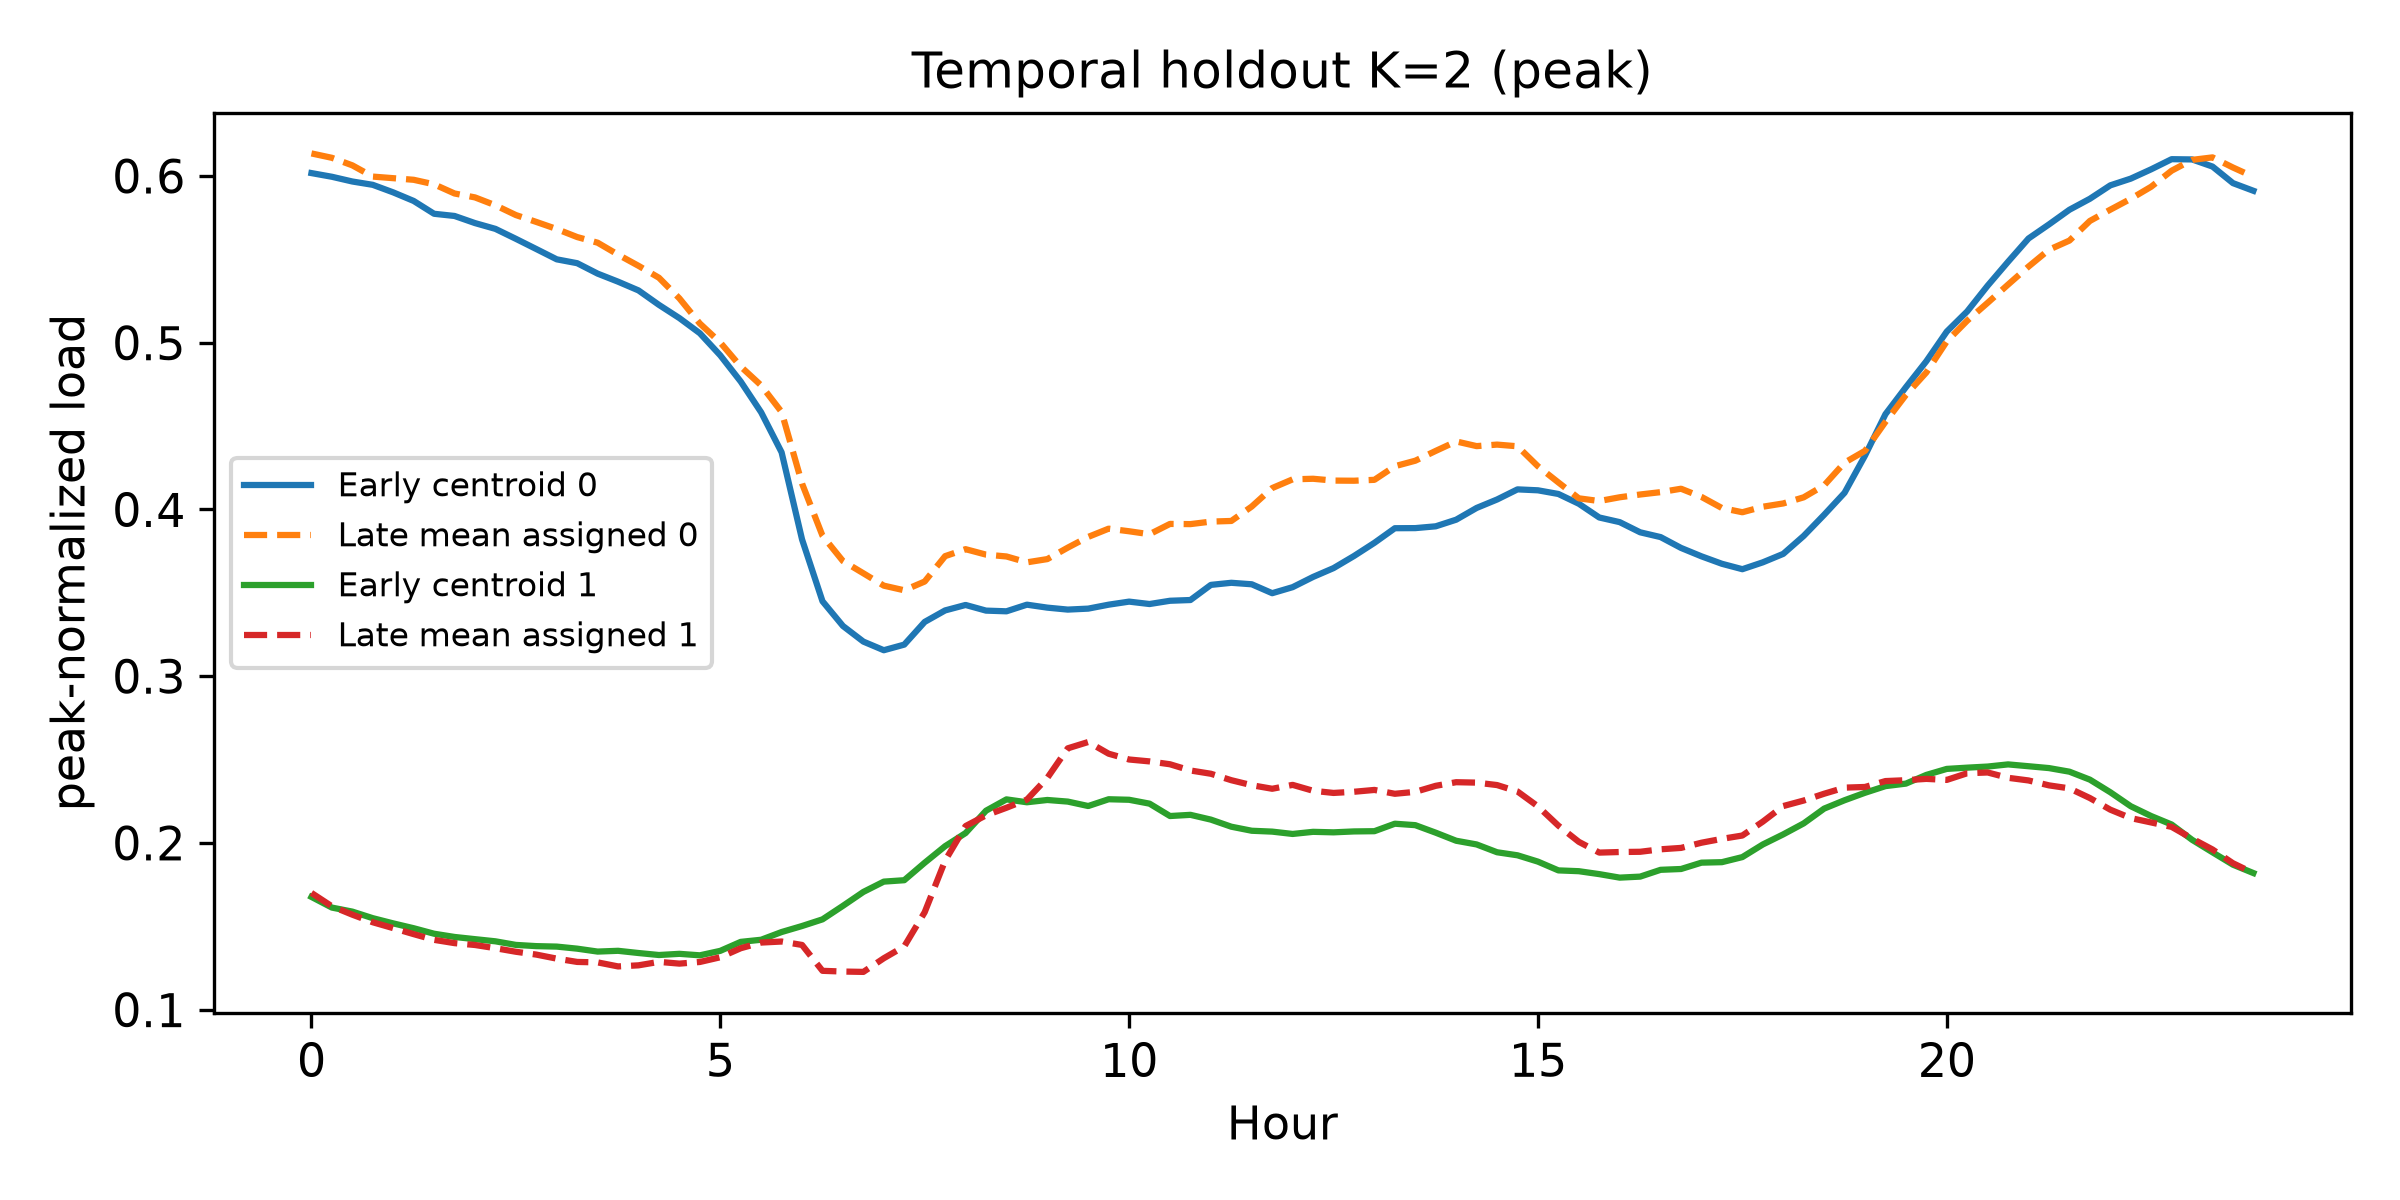 Temporal holdout K=2 (peak)
peak-normalized load
0.6
0.5
0.4
0.3
0.2
0.1
Early centroid 0
Late mean assigned 0
Early centroid 1
Late mean assigned 1
0 5 10 15 20
Hour